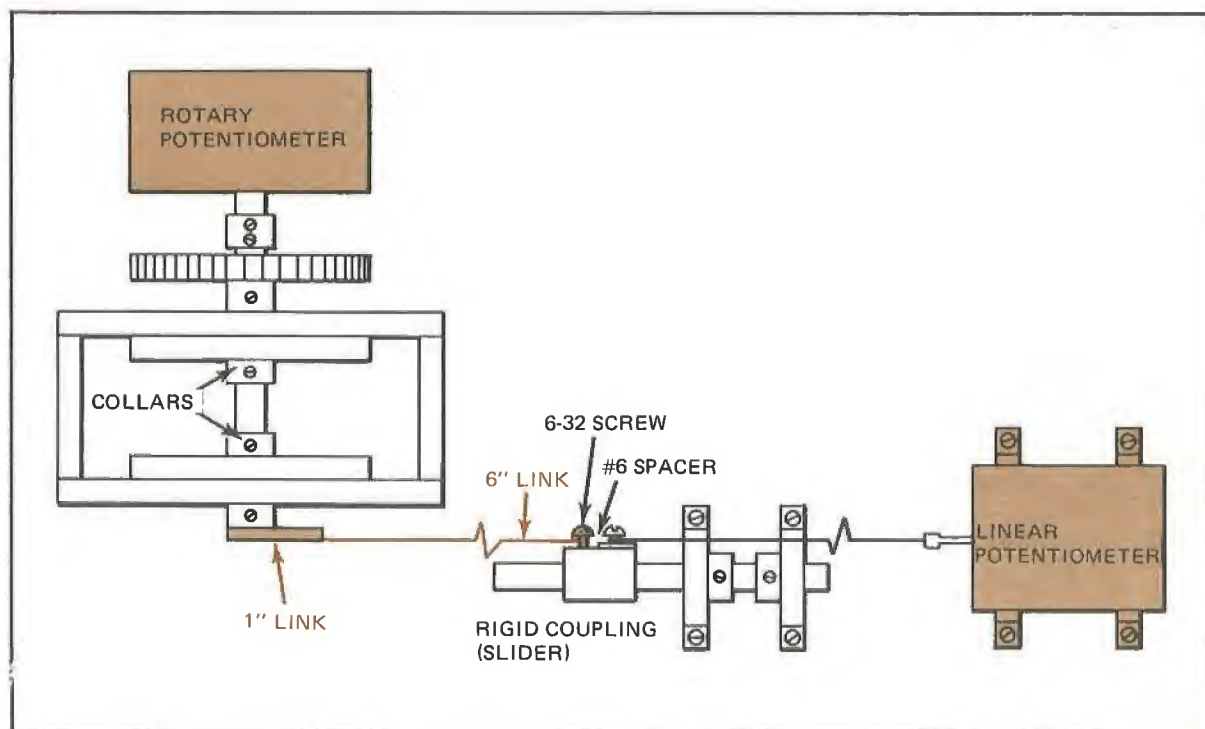 ROTARY
POTENTIOMETER
COLLARS
6-32 SCREW
#6 SPACER
6" LINK
LINEAR
POTENTIOMETER
1" LINK
RIGID COUPLING
(SLIDER)